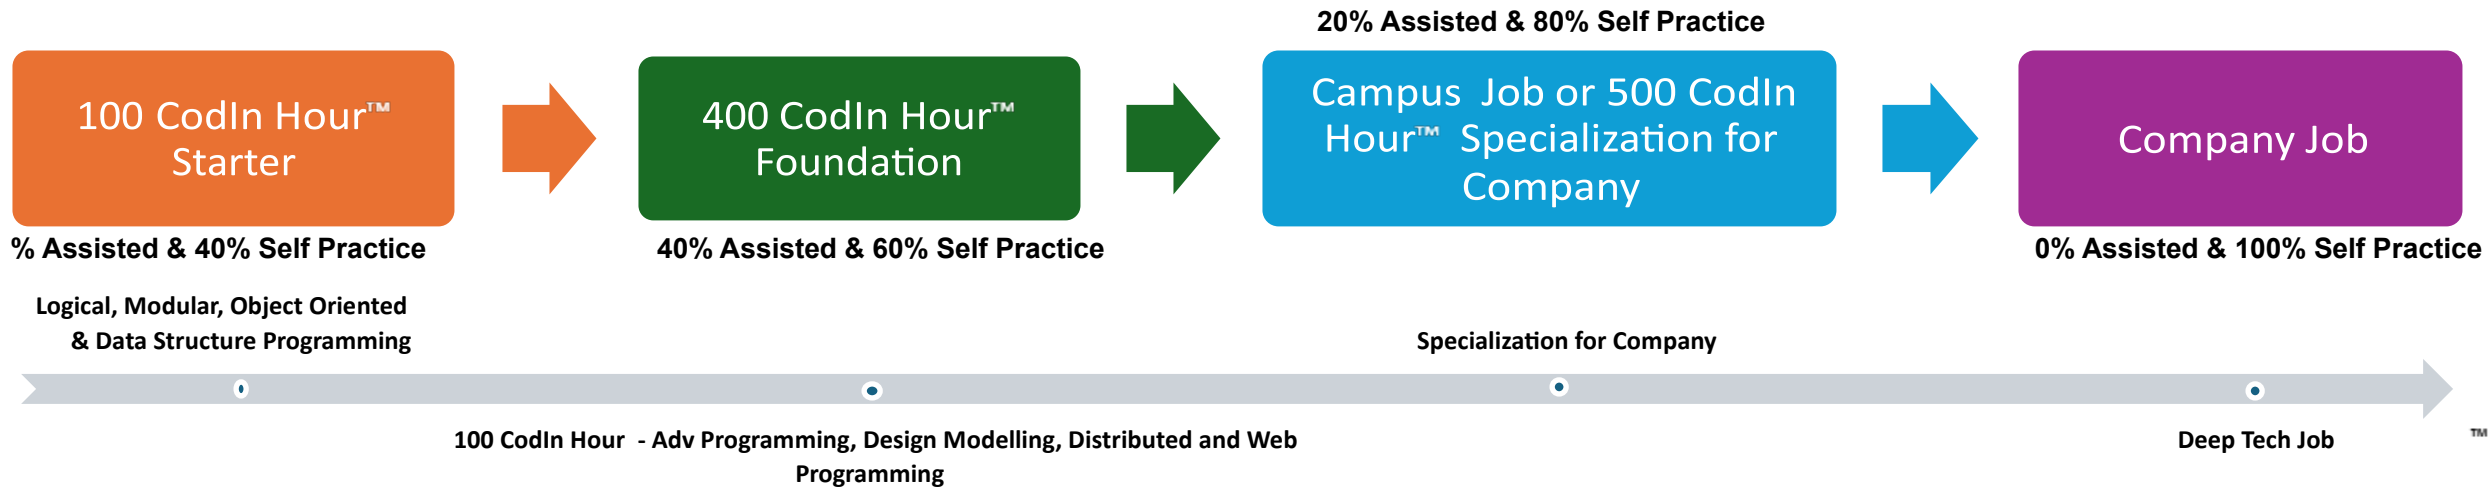 20% Assisted & 80% Self Practice
100 CodIn Hour™
Starter
400 CodIn Hour™
Foundation
Campus Job or 500 CodIn
Hour™ Specialization for
Company
Company Job
% Assisted & 40% Self Practice
40% Assisted & 60% Self Practice
0% Assisted & 100% Self Practice
Logical, Modular, Object Oriented
& Data Structure Programming
Specialization for Company
100 CodIn Hour - Adv Programming, Design Modelling, Distributed and Web
Programming
Deep Tech Job
™